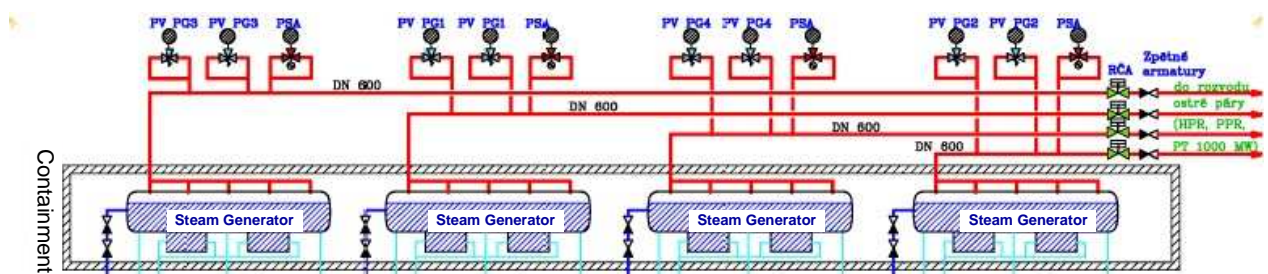 PV PG3 PV PG3 PSA PV PG1 PV PG1 PSA PV PG4 PV PG4 PSA PV PG2 PV PG2 PSA
RČA Zpětné armatury
DN 600 do rozvodu
DN 600 ostré páry
DN 600 (HPR, PPR,
DN 600 PT 1000 MW)
Containment
Steam Generator Steam Generator Steam Generator Steam Generator